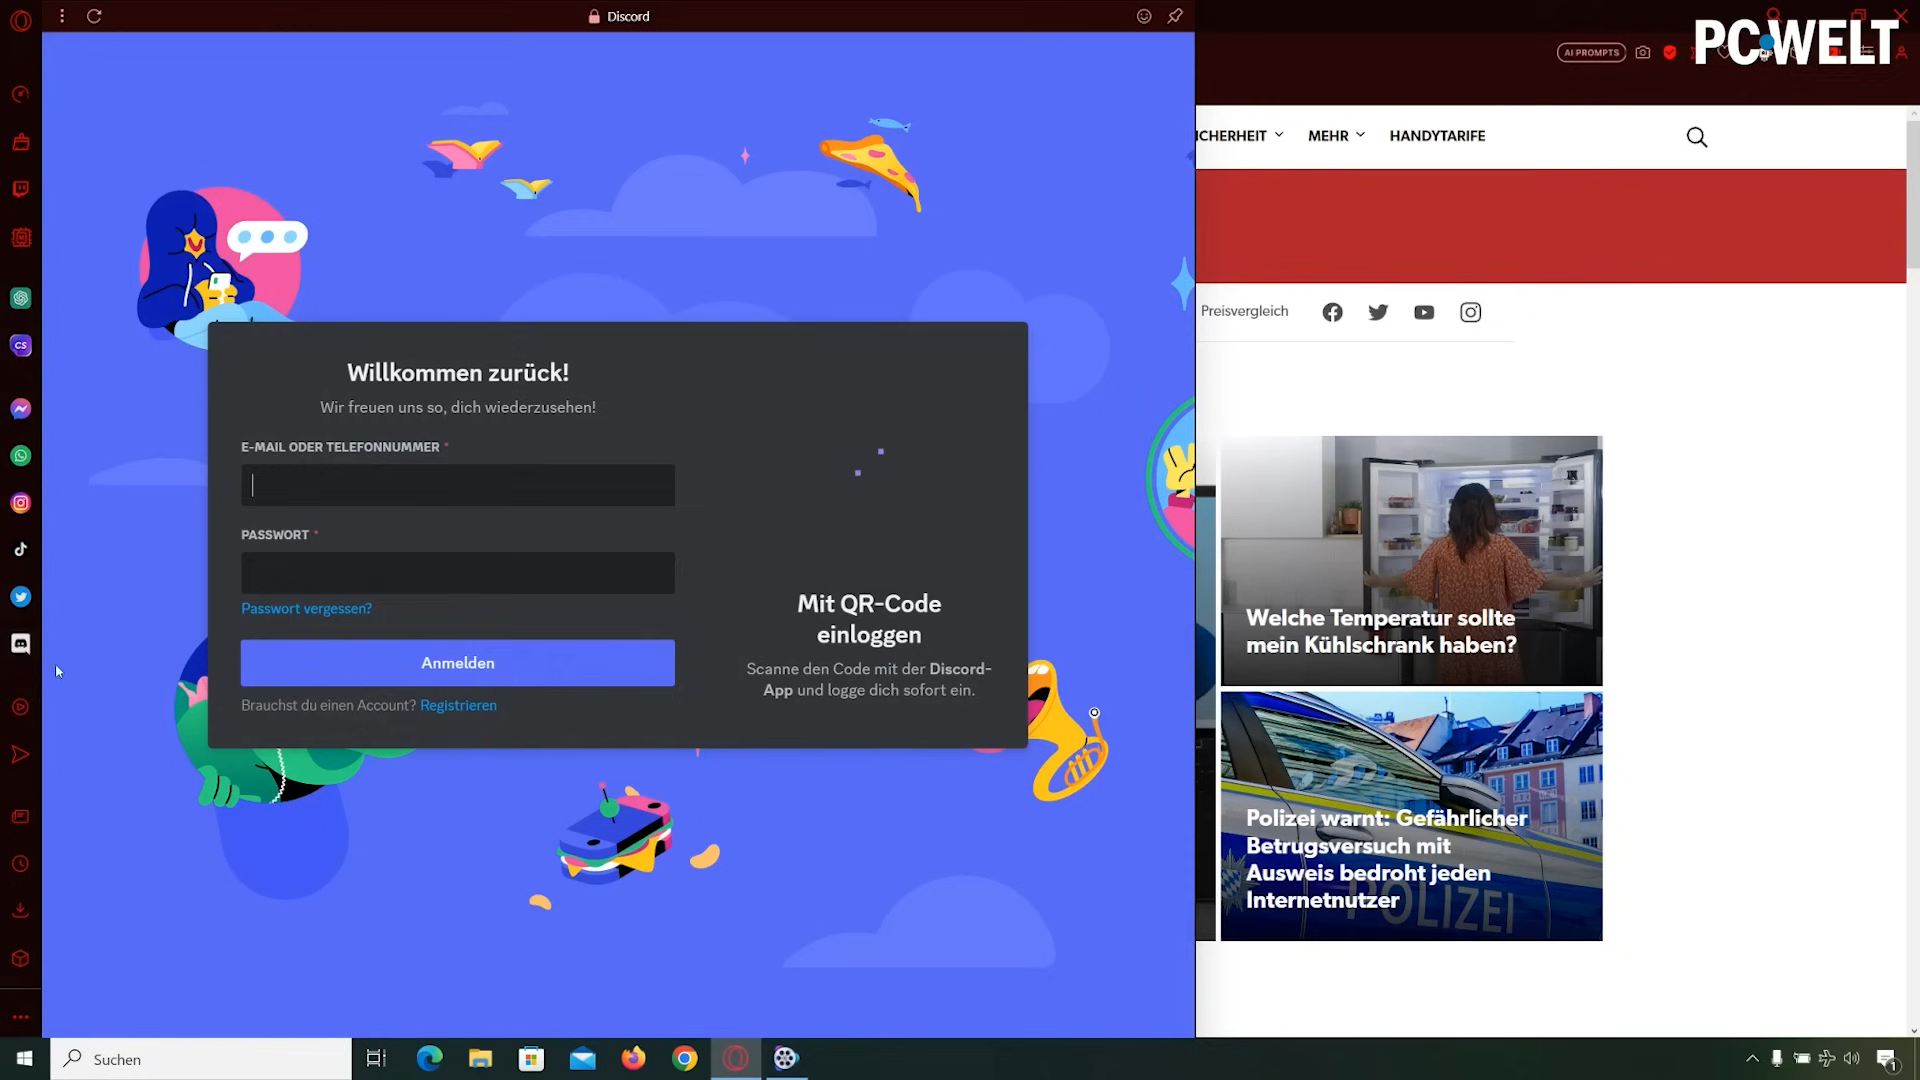 Discord
AI PROMPTS
PC WELT
ICHERHEIT
MEHR
HANDYTARIFE
Preisvergleich
CS
Willkommen zurück!
Wir freuen uns so, dich wiederzusehen!
E-MAIL ODER TELEFONNUMMER *
PASSWORT *
Passwort vergessen?
Anmelden
Brauchst du einen Account? Registrieren
Mit QR-Code
einloggen
Scanne den Code mit der Discord-
App und logge dich sofort ein.
Welche Temperatur sollte
mein Kühlschrank haben?
Polizei warnt: Gefährlicher
Betrugsversuch mit
Ausweis bedroht jeden
Internetnutzer
POLIZEI
Suchen
1